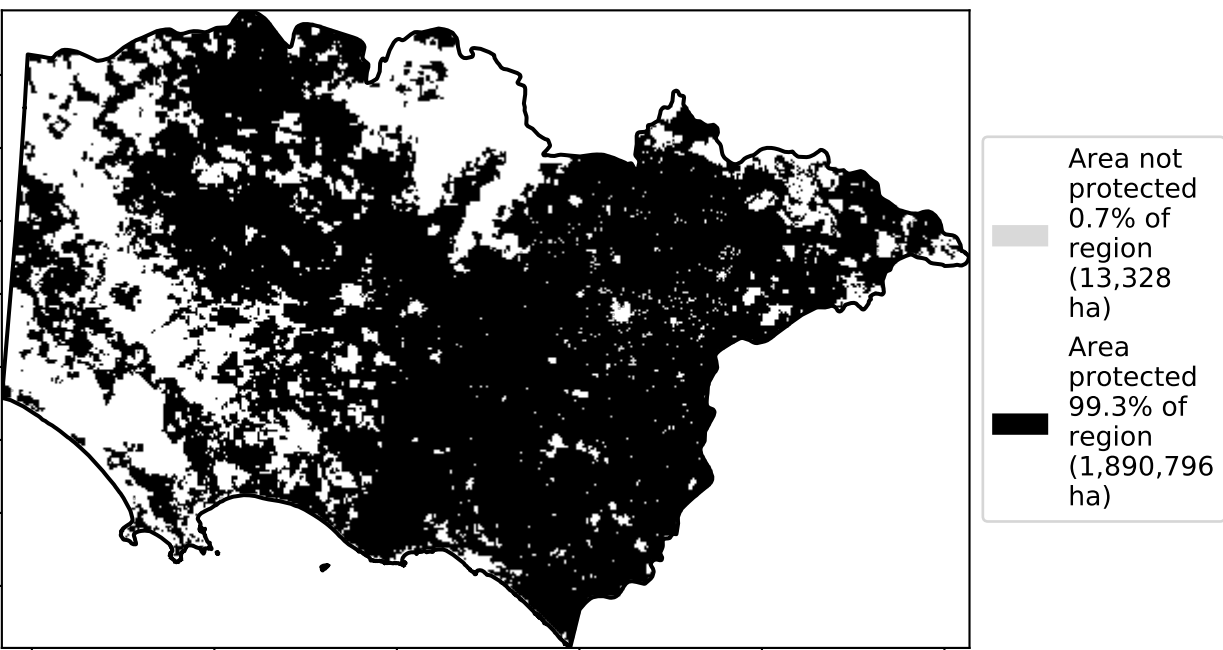 Area not
protected
0.7% of
region
(13,328
ha)
Area
protected
99.3% of
region
(1,890,796
ha)